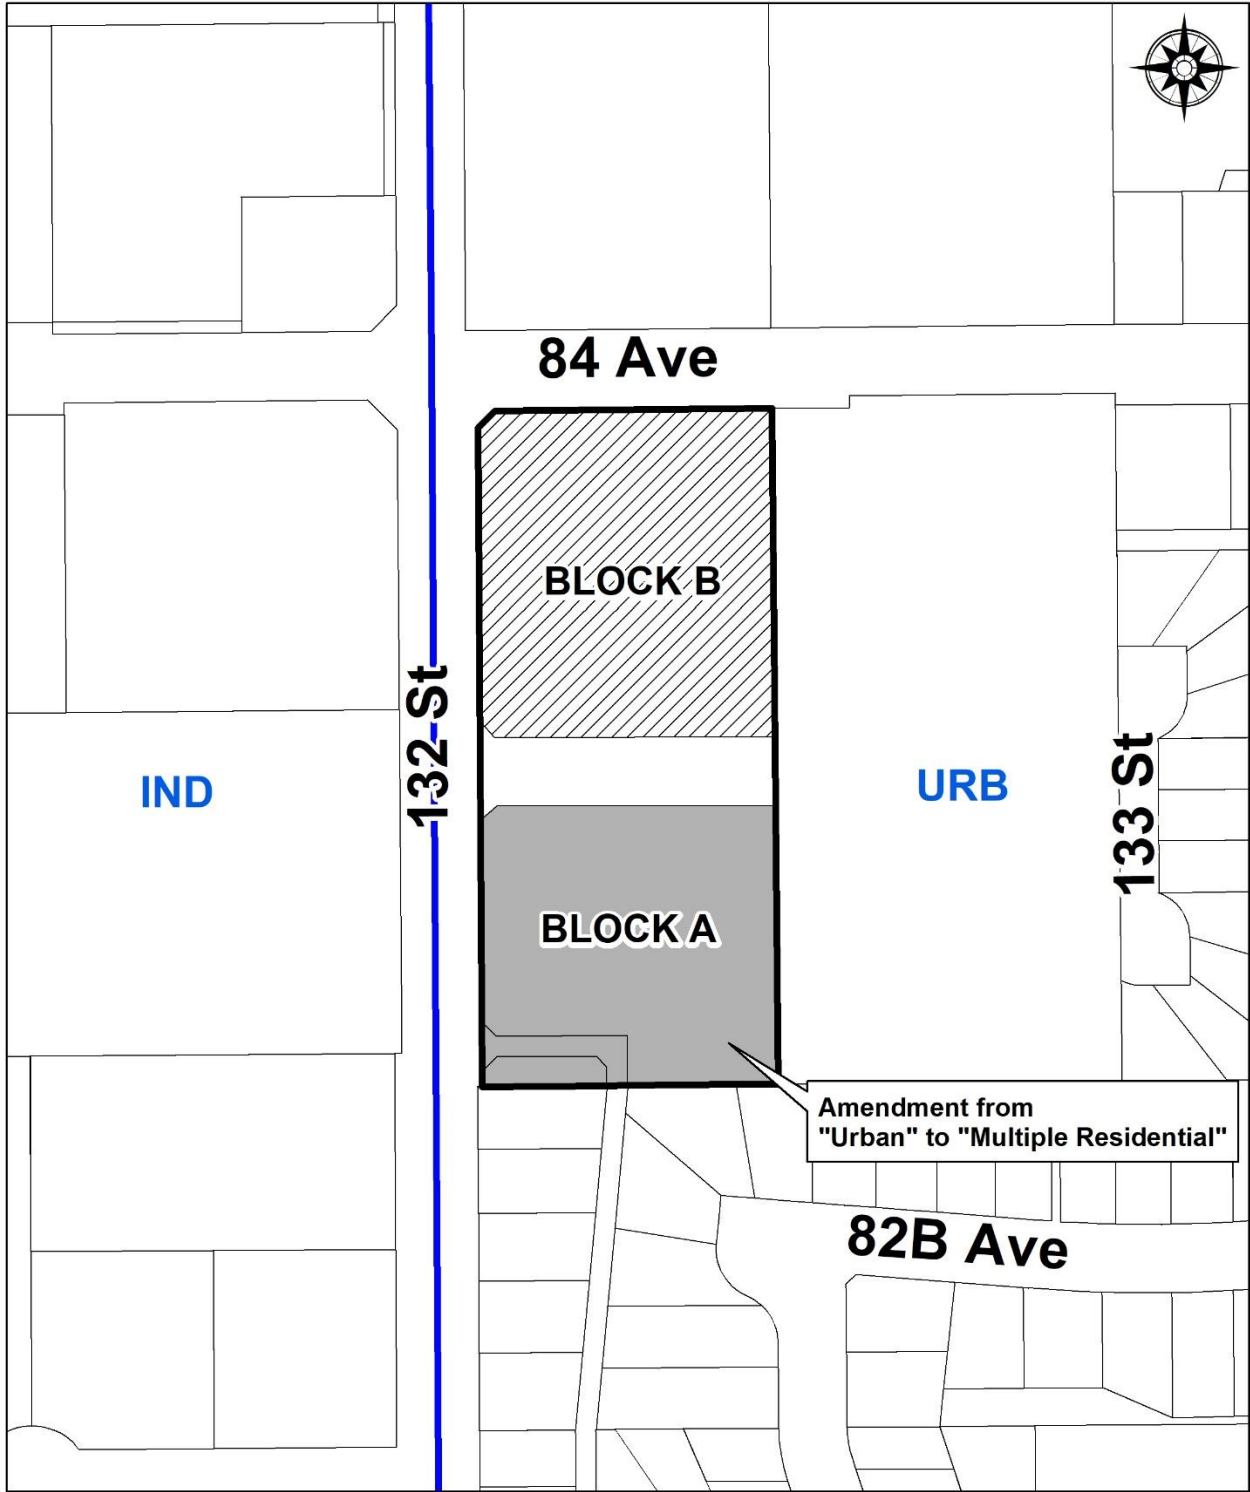 84 Ave
BLOCK B
132 St
IND
URB
133 St
BLOCK A
Amendment from
"Urban" to "Multiple Residential"
82B Ave